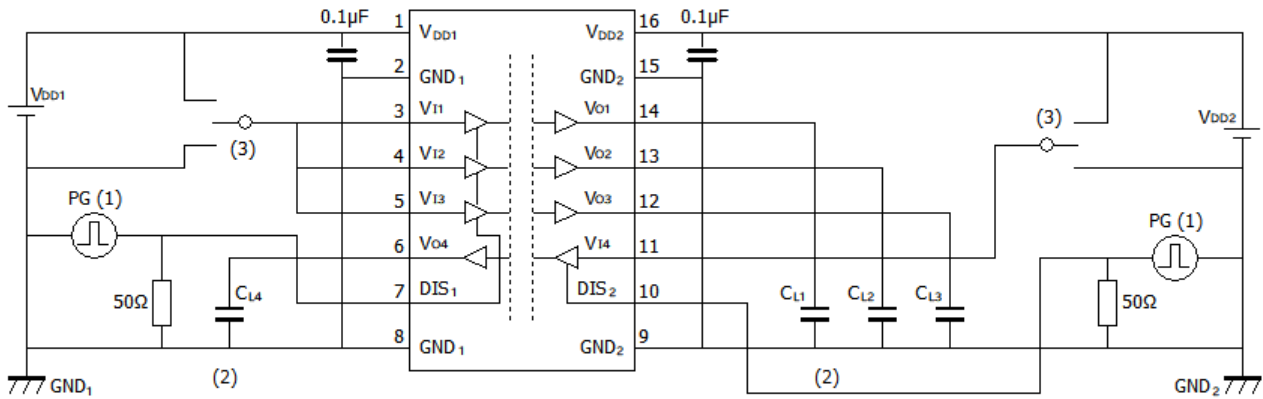 0.1µF
1
16
0.1µF
VDD1
VDD2
2
15
GND1
GND2
VDD1
3
VI1
VO1
14
VDD2
(3)
(3)
4
VI2
VO2
13
PG (1)
5
VI3
VO3
12
PG (1)
6
VO4
VI4
11
50Ω
CL4
7
DIS1
DIS2
10
CL1
CL2
CL3
50Ω
8
GND1
GND2
9
GND1
(2)
(2)
GND2